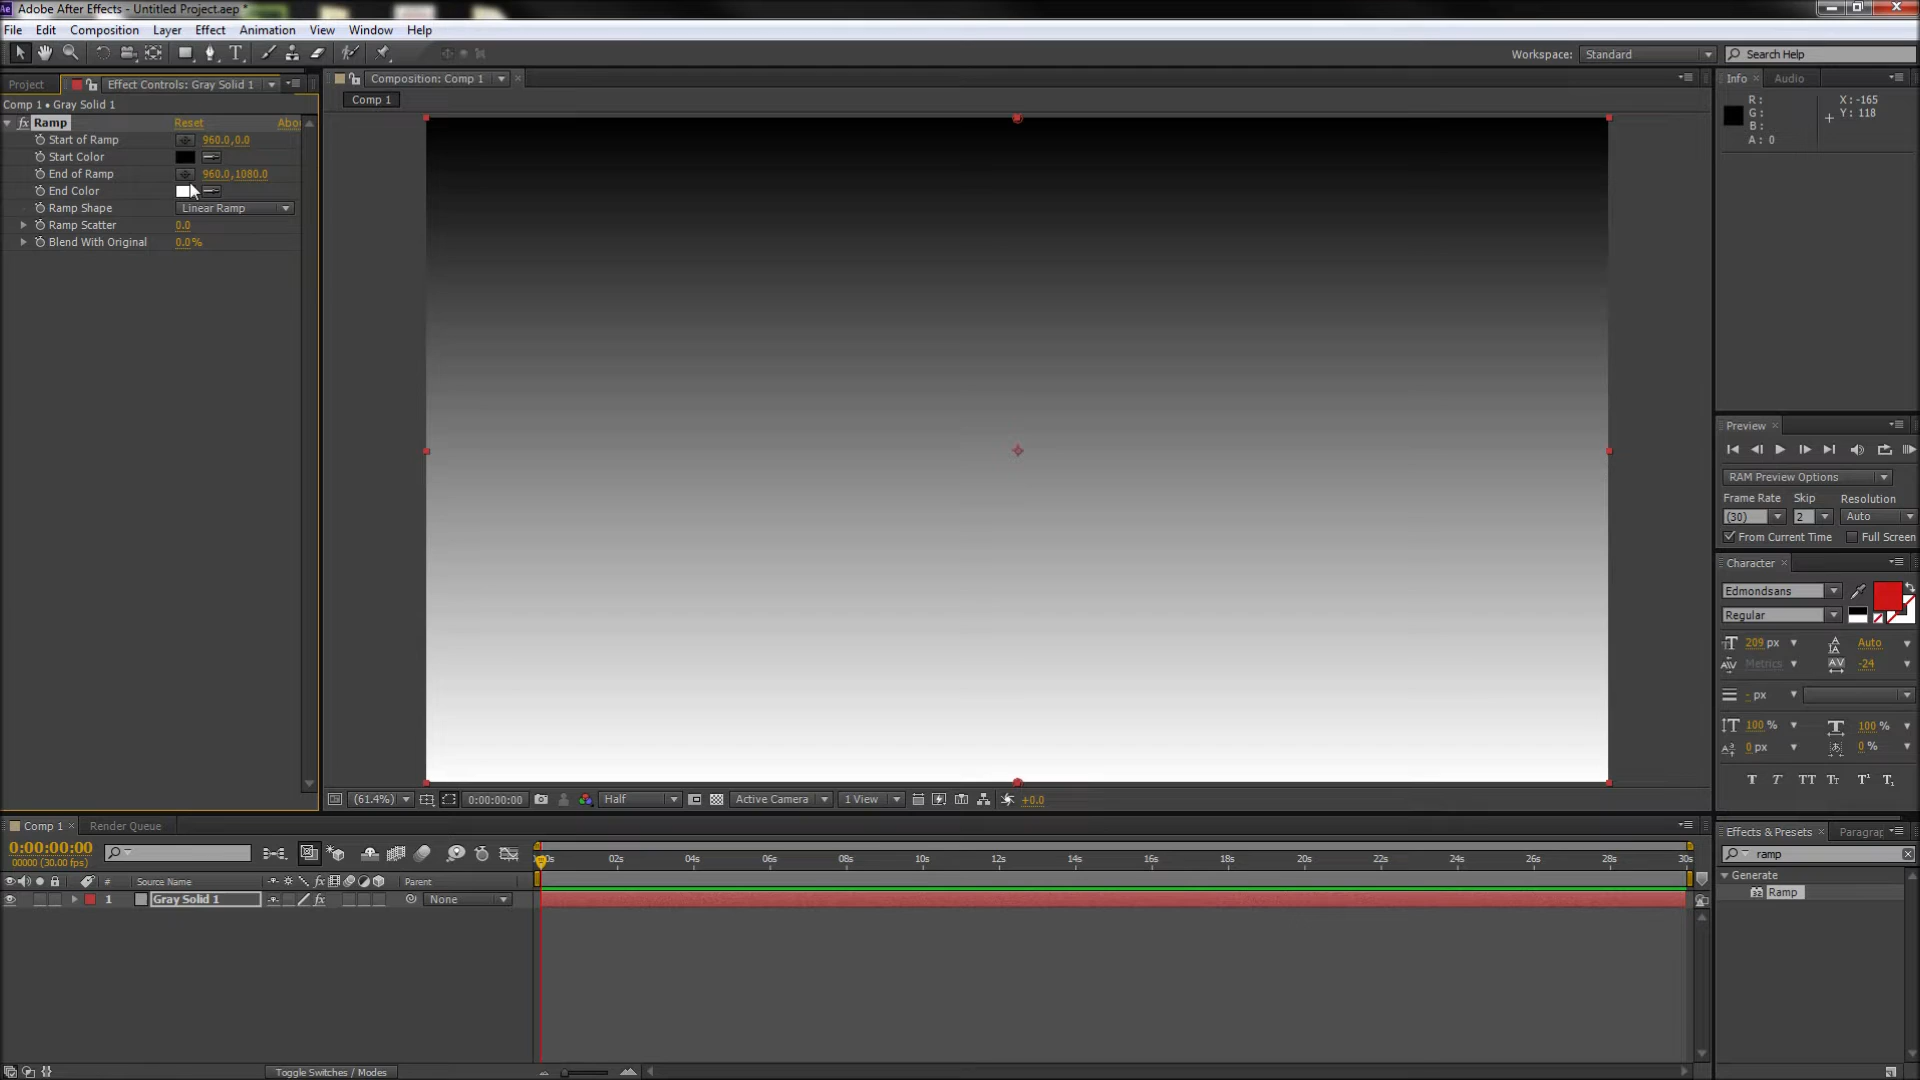 Adobe After Effects - Untitled Project.aep *
File Edit Composition Layer Effect Animation View Window Help
Workspace: Standard Search Help
Project Effect Controls: Gray Solid 1
Composition: Comp 1
Info Audio
Comp 1 • Gray Solid 1
Comp 1
R: X: -165
G: Y: 118
B:
A: 0
fx Ramp Reset Abo
Start of Ramp 960.0,0.0
Start Color
End of Ramp 960.0,1080.0
End Color
Ramp Shape Linear Ramp
Ramp Scatter 0.0
Blend With Original 0.0%
Preview
RAM Preview Options
Frame Rate Skip Resolution
(30) 2 Auto
From Current Time Full Screen
Character
Edmondsans
Regular
209 px Auto
Metrics -24
- px
100 % 100 %
0 px 0 %
(61.4%) 0:00:00:00 Half Active Camera 1 View +0.0
Comp 1 Render Queue
0:00:00:00
00000 (30.00 fps)
02s 04s 06s 08s 10s 12s 14s 16s 18s 20s 22s 24s 26s 28s 30s
# Source Name fx Parent
1 Gray Solid 1 fx None
Effects & Presets Paragrap
ramp
Generate
Ramp
Toggle Switches / Modes